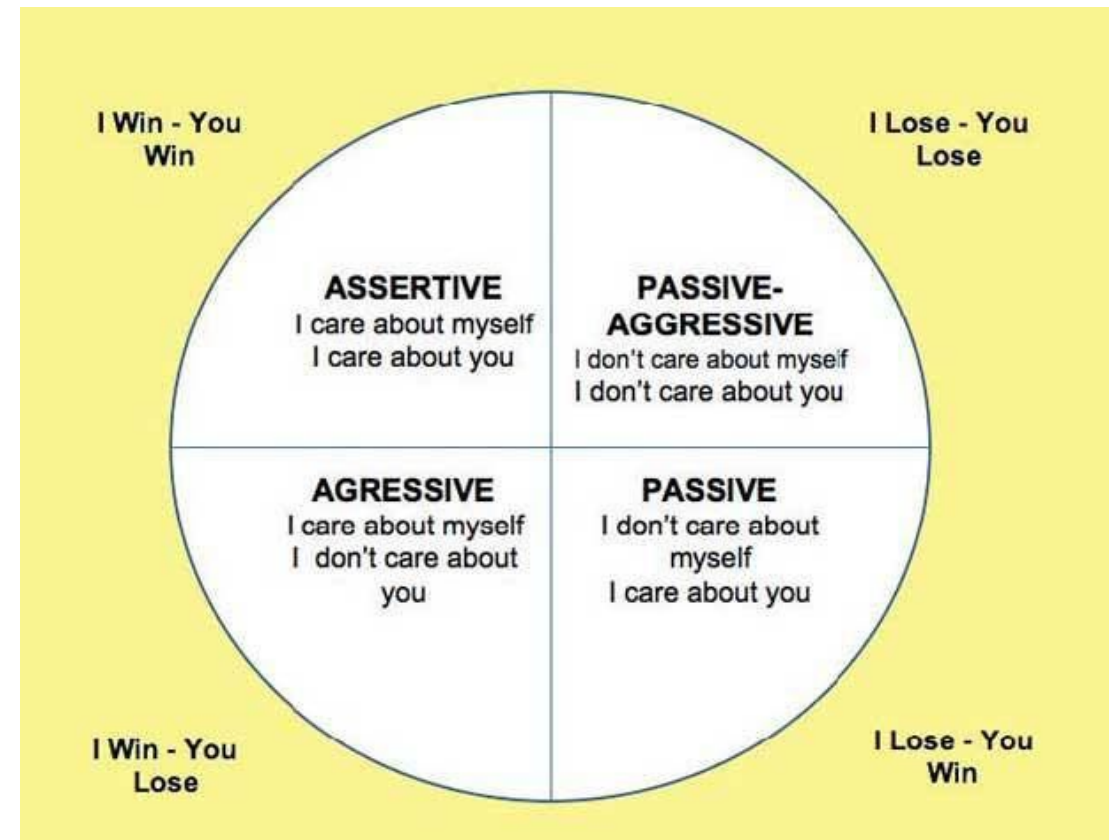 I Win - You
Win
I Lose - You
Lose
ASSERTIVE
I care about myself
I care about you
PASSIVE-
AGGRESSIVE
I don't care about myself
I don't care about you
AGRESSIVE
I care about myself
I don't care about
you
PASSIVE
I don't care about
myself
I care about you
I Win - You
Lose
I Lose - You
Win